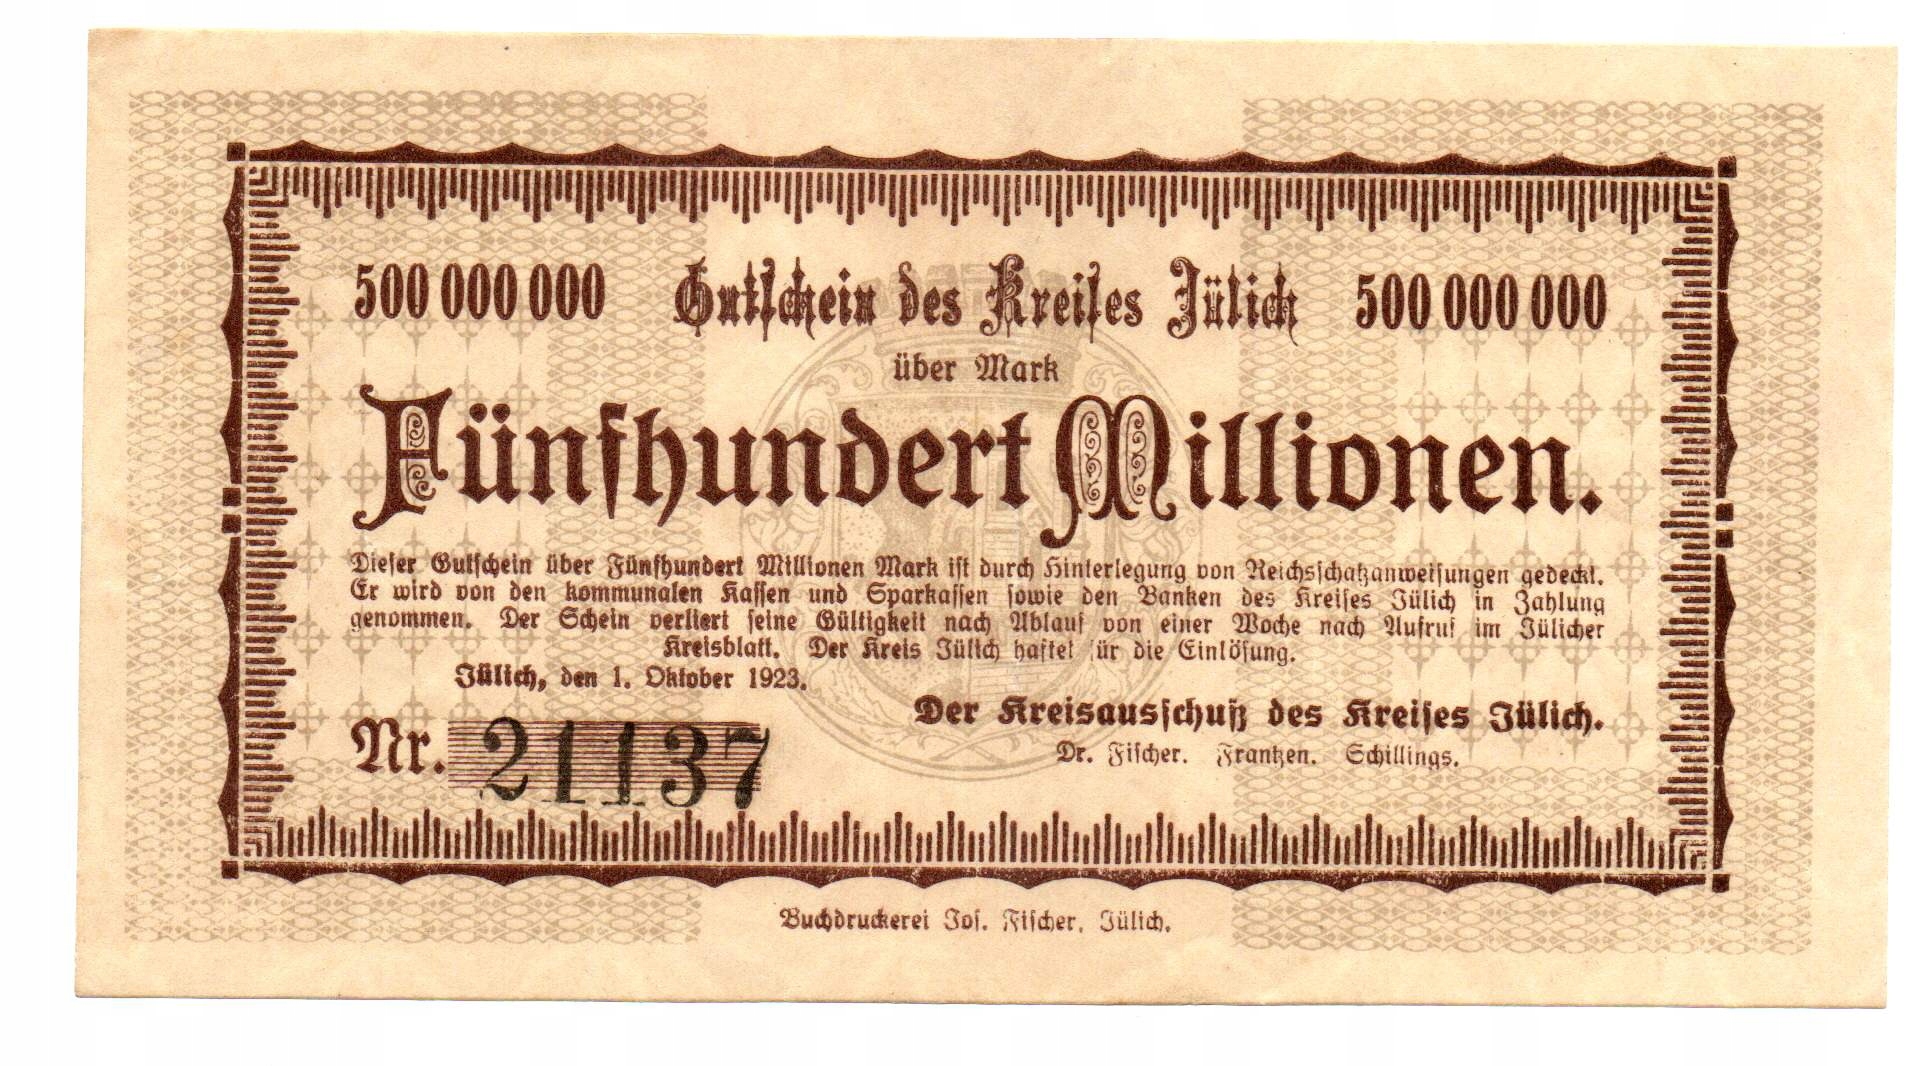 500 000 000 Gutschein des Kreises Jülich 500 000 000
über Mark
Fünfhundert Millionen.
Dieser Gutschein über Fünfhundert Millionen Mark ist durch Hinterlegung von Reichsschatzanweisungen gedeckt.
Er wird von den kommunalen Kassen und Sparkassen sowie den Banken des Kreises Jülich in Zahlung
genommen. Der Schein verliert seine Gültigkeit nach Ablauf von einer Woche nach Aufruf im Jülicher
Kreisblatt. Der Kreis Jülich haftet für die Einlösung.
Jülich, den 1. Oktober 1923.
Der Kreisausschuß des Kreises Jülich.
Nr. 21137
Dr. Fischer. Frantzen. Schillings.
Buchdruckerei Jos. Fischer, Jülich.